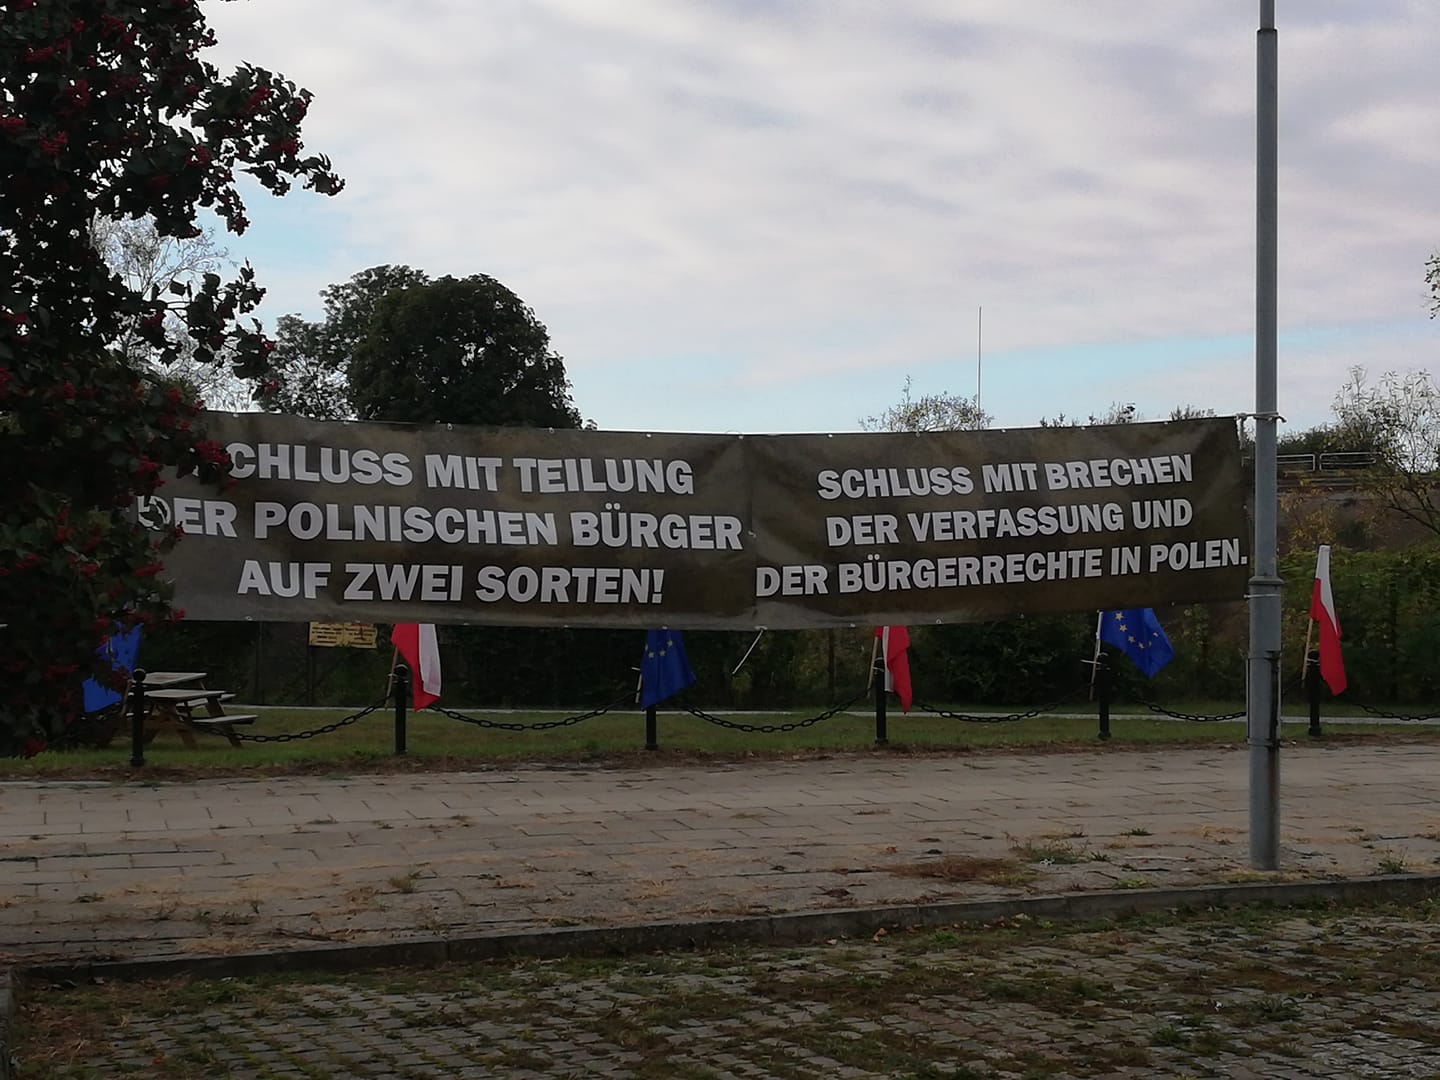 SCHLUSS MIT TEILUNG
DER POLNISCHEN BÜRGER
AUF ZWEI SORTEN!
SCHLUSS MIT BRECHEN
DER VERFASSUNG UND
DER BÜRGERRECHTE IN POLEN.